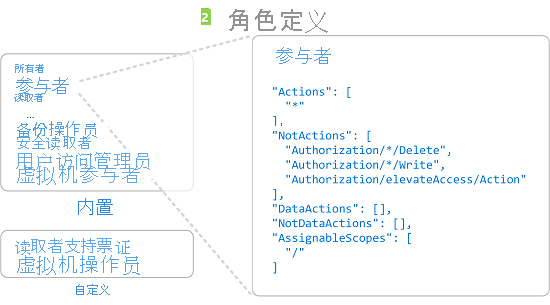 2 角色定义
所有者
参与者
读取者
...
备份操作员
安全读取者
用户访问管理员
虚拟机参与者
内置
读取者支持票证
虚拟机操作员
自定义
参与者
"Actions": [
"*"
],
"NotActions": [
"Authorization/*/Delete",
"Authorization/*/Write",
"Authorization/elevateAccess/Action"
],
"DataActions": [],
"NotDataActions": [],
"AssignableScopes": [
"/"
]